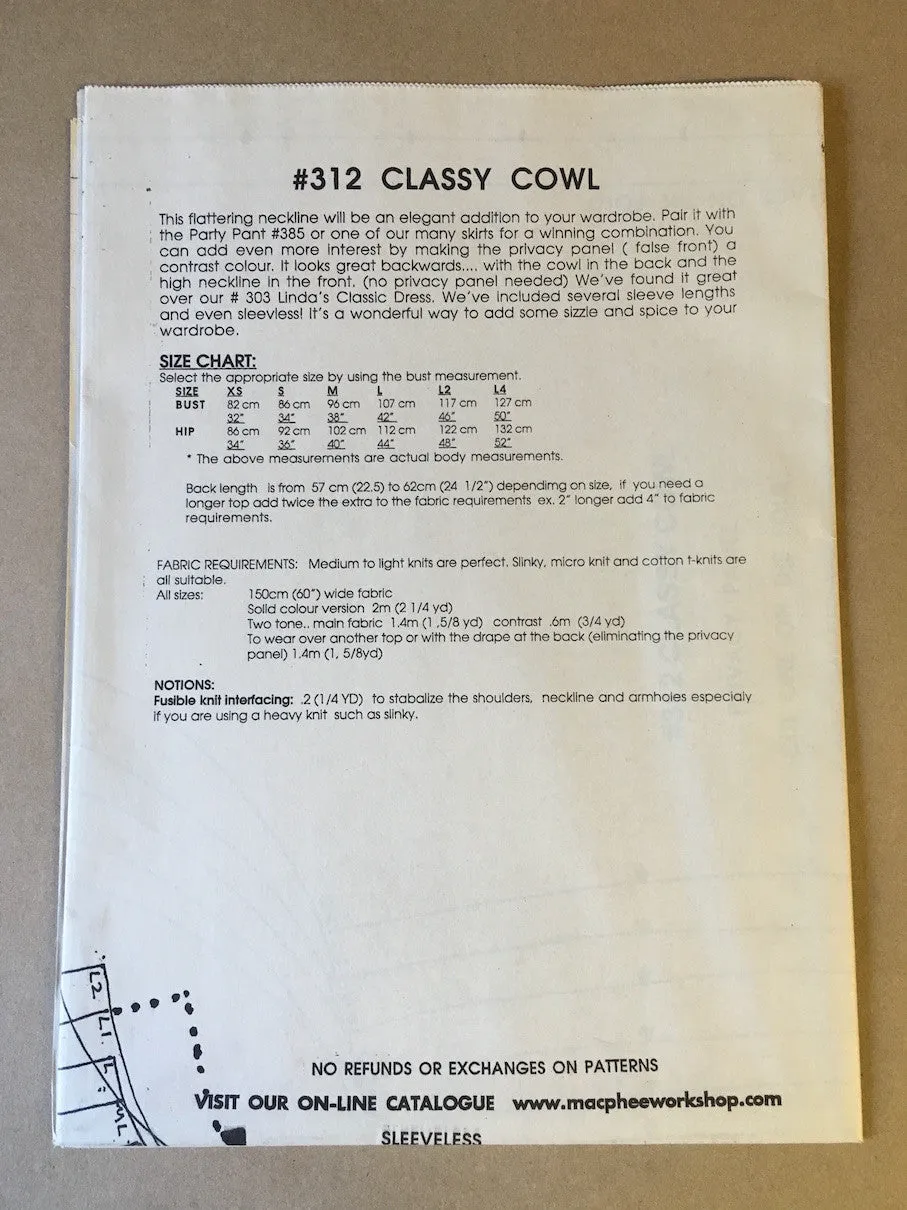 #312 CLASSY COWL
This flattering neckline will be an elegant addition to your wardrobe. Pair it with
the Party Pant #385 or one of our many skirts for a winning combination. You
can add even more interest by making the privacy panel ( false front) a
contrast colour. It looks great backwards.... with the cowl in the back and the
high neckline in the front. (no privacy panel needed) We've found it great
over our # 303 Linda's Classic Dress. We've included several sleeve lengths
and even sleevless! It's a wonderful way to add some sizzle and spice to your
wardrobe.
SIZE CHART:
Select the appropriate size by using the bust measurement.
SIZE XS S M L L2 L4
BUST 82 cm 86 cm 96 cm 107 cm 117 cm 127 cm
32" 34" 38" 42" 46" 50"
HIP 86 cm 92 cm 102 cm 112 cm 122 cm 132 cm
34" 36" 40" 44" 48" 52"
* The above measurements are actual body measurements.
Back length is from 57 cm (22.5) to 62cm (24 1/2") dependimg on size, if you need a
longer top add twice the extra to the fabric requirements ex. 2" longer add 4" to fabric
requirements.
FABRIC REQUIREMENTS: Medium to light knits are perfect. Slinky, micro knit and cotton t-knits are
all suitable.
All sizes: 150cm (60") wide fabric
Solid colour version 2m (2 1/4 yd)
Two tone.. main fabric 1.4m (1 ,5/8 yd) contrast .6m (3/4 yd)
To wear over another top or with the drape at the back (eliminating the privacy
panel) 1.4m (1, 5/8yd)
NOTIONS:
Fusible knit interfacing: .2 (1/4 YD) to stabalize the shoulders, neckline and armholes especialy
if you are using a heavy knit such as slinky.
L2
L1
L
M
NO REFUNDS OR EXCHANGES ON PATTERNS
VISIT OUR ON-LINE CATALOGUE www.macpheeworkshop.com
SLEEVELESS